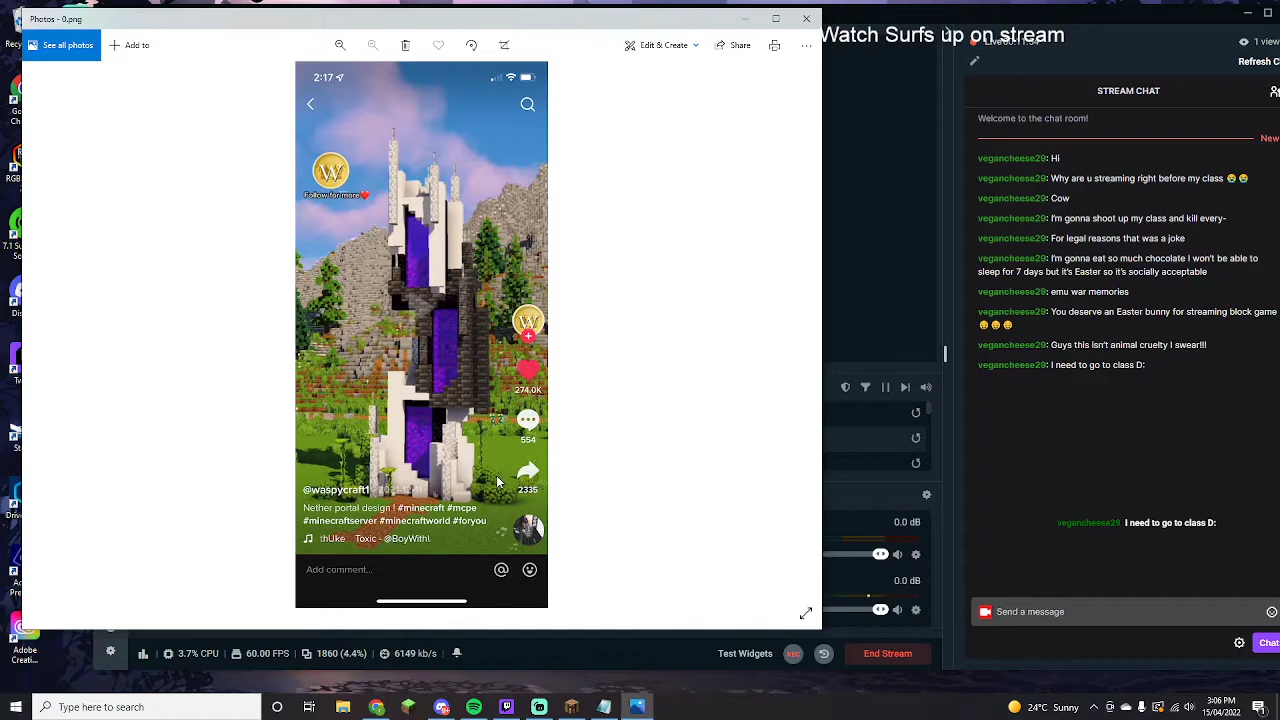 Photos - 0.png
See all photos
Add to
Edit & Create
Share
2:17
W
Follow for more❤️
W
274.0K
554
2335
@waspycraft1 · 2021-12-11
Nether portal design ! #minecraft #mcpe
#minecraftserver #minecraftworld #foryou
thUke Toxic - @BoyWithU
Add comment...
Watch Surfs up on stream
Refresh
STREAM CHAT
Welcome to the chat room!
New
vegancheese29: Hi
vegancheese29: Why are u streaming right before my class 😂😂
vegancheese29: Cow
vegancheese29: I'm gonna shoot up my class and kill every-
vegancheese29: For legal reasons that was a joke
vegancheese29: I'm gonna eat so much chocolate I won't be able to
sleep for 7 days but it's Easter so it's socially acceptable
vegancheese29: emu war memories
vegancheese29: You deserve an Easter break for streaming block game
vegancheese29: Guys this isn't animal cruelty I swear!!!
vegancheese29: I need to go to class D:
vegancheese29 I need to go to class D:
0.0 dB
0.0 dB
Send a message
Chat
Adobe
Creati...
3.7% CPU
60.00 FPS
1860 (4.4%)
6149 kb/s
Test Widgets
REC
End Stream
Type here to search
24°C Sunny
3:06 PM
15/04/2022